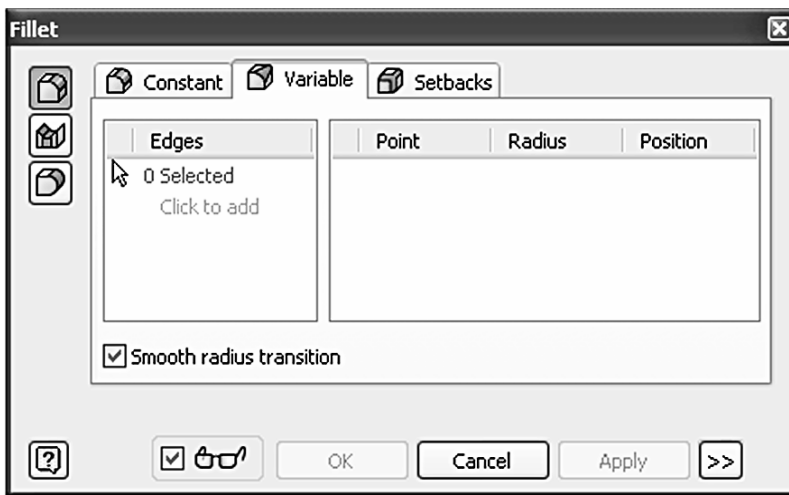 Fillet
Constant Variable Setbacks
Edges Point Radius Position
0 Selected
Click to add
Smooth radius transition
? OK Cancel Apply >>